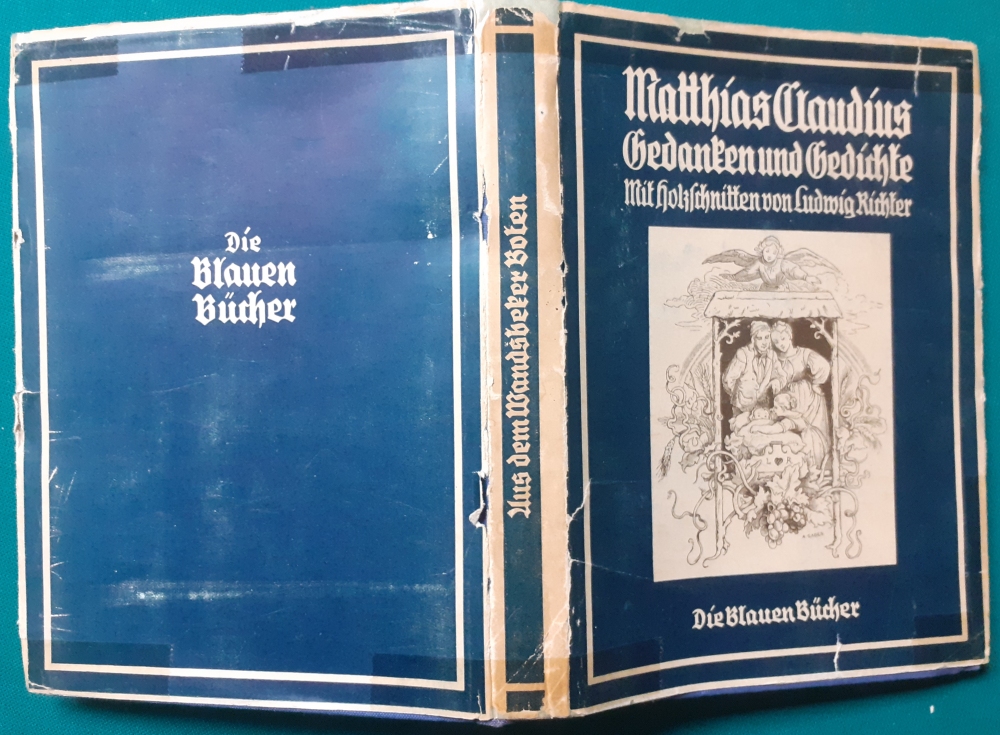 Die
Blauen
Bücher
Aus dem Wandsbeker Boten
Matthias Claudius
Gedanken und Gedichte
Mit Holzschnitten von Ludwig Richter
Die Blauen Bücher